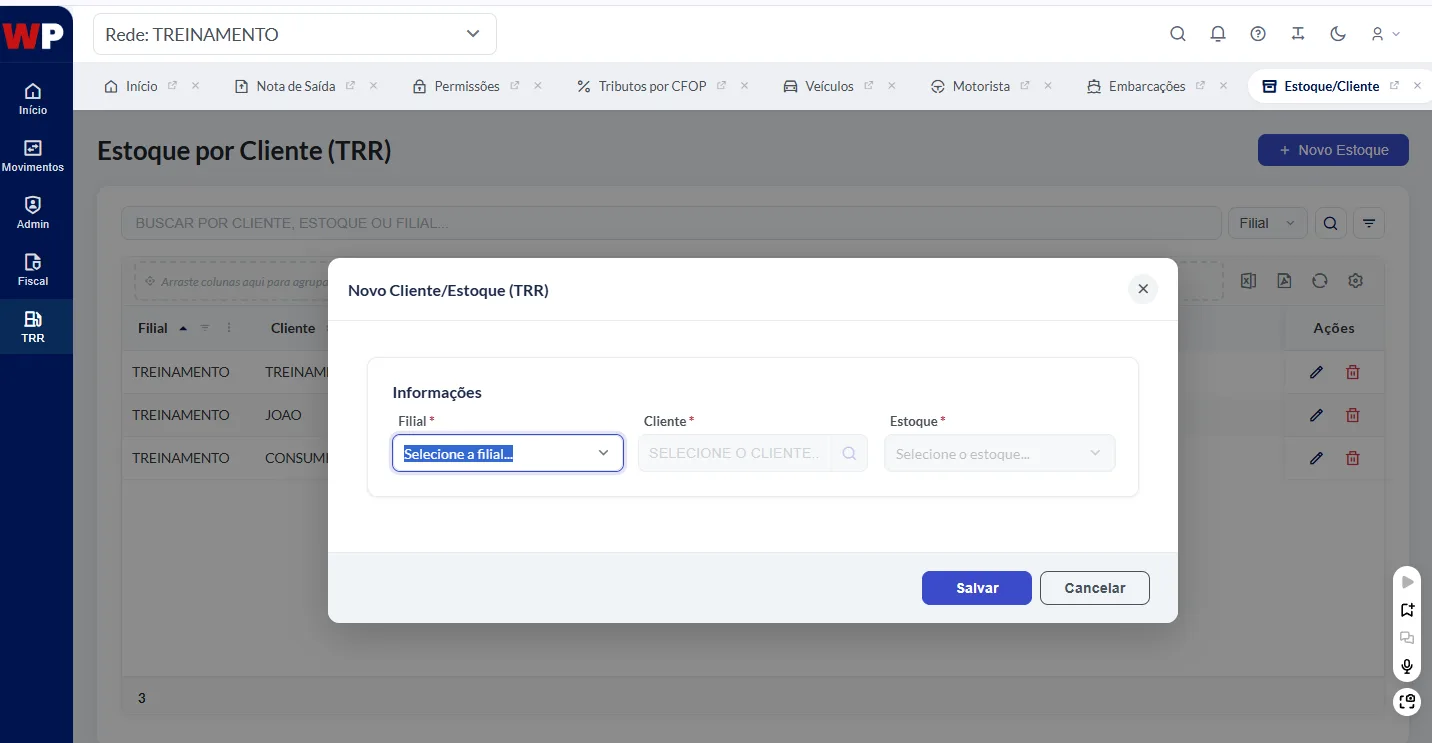 WP
Rede: TREINAMENTO
Início
Nota de Saída
Permissões
Tributos por CFOP
Veículos
Motorista
Embarcações
Estoque/Cliente
Início
Movimentos
Admin
Fiscal
TRR
Estoque por Cliente (TRR)
+ Novo Estoque
BUSCAR POR CLIENTE, ESTOQUE OU FILIAL...
Filial
Arraste colunas aqui para agrupa
Filial
Cliente
Ações
TREINAMENTO TREINAM
TREINAMENTO JOAO
TREINAMENTO CONSUMI
3
Novo Cliente/Estoque (TRR)
Informações
Filial *
Cliente *
Estoque *
Selecione a filial...
SELECIONE O CLIENTE..
Selecione o estoque...
Salvar
Cancelar